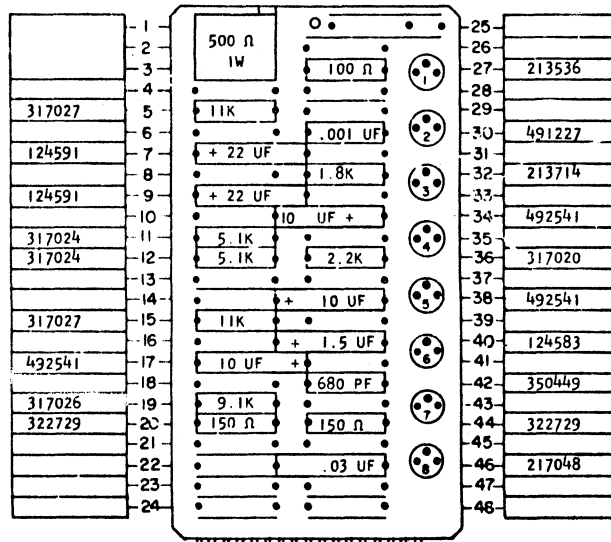 1 25
500 Ω
1W
2 26
3 100 Ω 1 27 213536
4 28
317027 5 11K 29
6 .001 UF 2 30 491227
124591 7 + 22 UF 31
8 1.8K 3 32 213714
124591 9 + 22 UF 33
10 10 UF + 34 492541
317024 11 5.1K 4 35
317024 12 5.1K 2.2K 36 317020
13 37
14 + 10 UF 5 38 492541
317027 15 11K 39
16 + 1.5 UF 6 40 124583
492541 17 10 UF + 41
18 680 PF 42 350449
317026 19 9.1K 7 43
322729 20 150 Ω 150 Ω 44 322729
21 45
22 .03 UF 8 46 217048
23 47
24 48